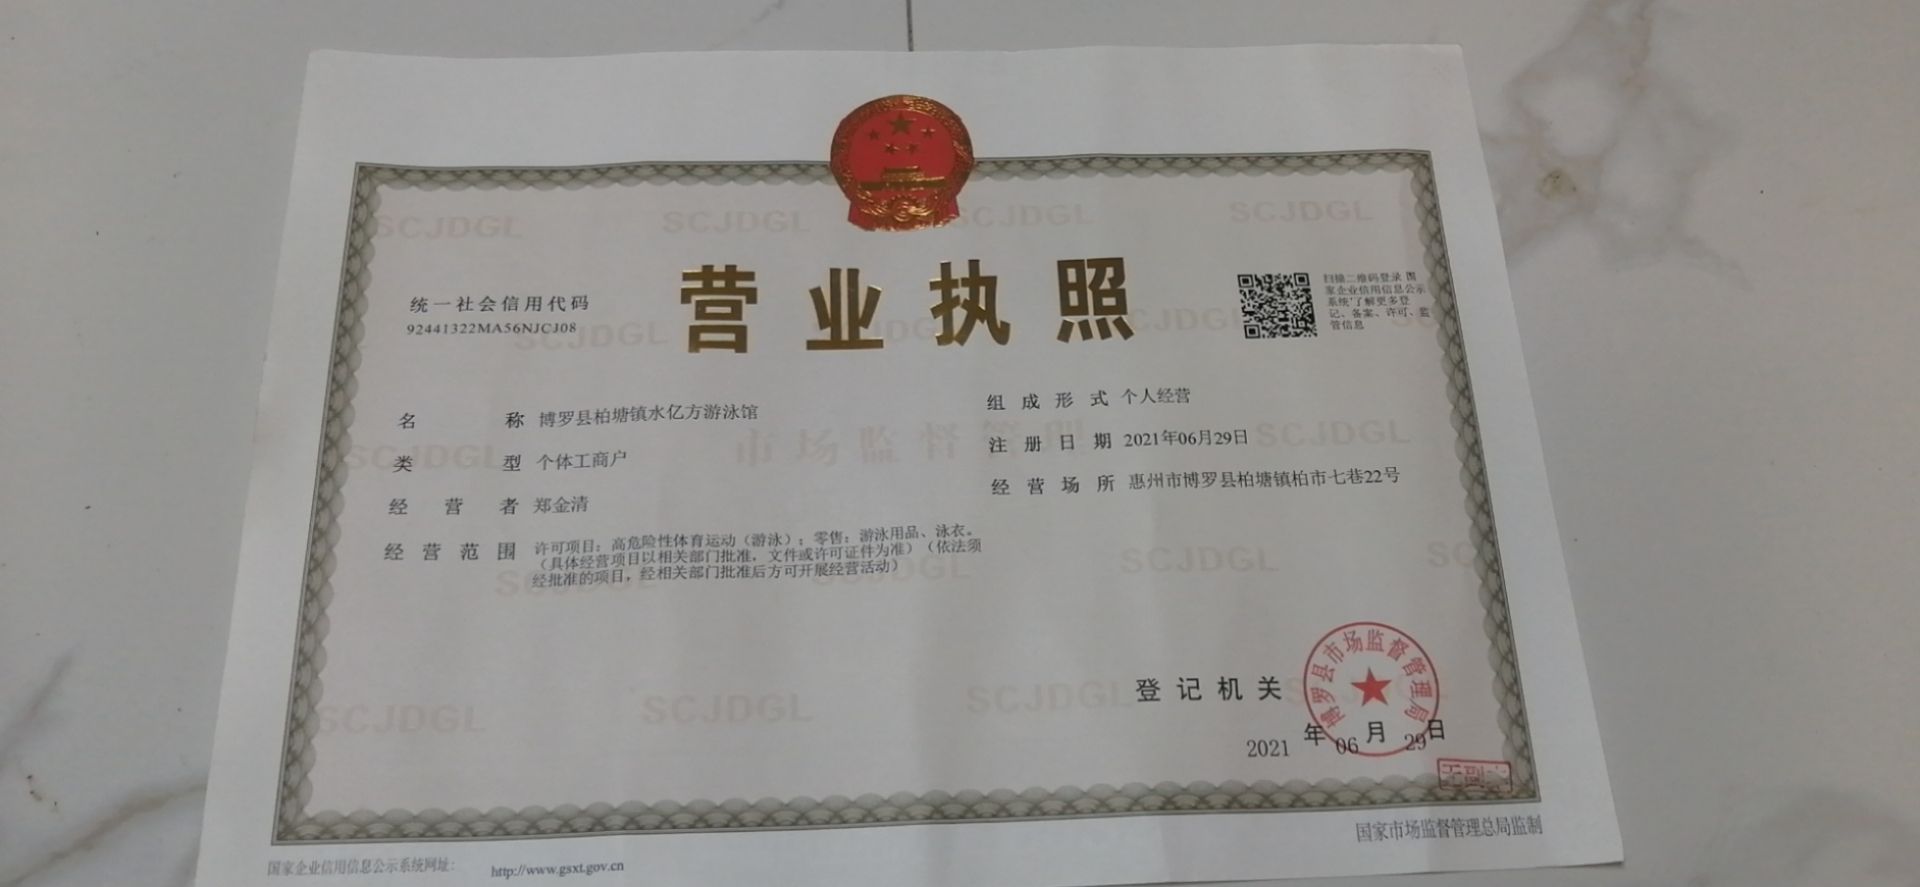 营业执照
统一社会信用代码
92441322MA56NJCJ08
扫描二维码登录 国
家企业信用信息公示
系统'了解更多登
记、备案、许可、监
管信息
名称 博罗县柏塘镇水亿方游泳馆
类型 个体工商户
经营者 郑金清
经营范围 许可项目：高危险性体育运动（游泳）；零售：游泳用品、泳衣。
（具体经营项目以相关部门批准，文件或许可证件为准）（依法须
经批准的项目，经相关部门批准后方可开展经营活动）
组成形式 个人经营
注册日期 2021年06月29日
经营场所 惠州市博罗县柏塘镇柏市七巷22号
市场监督管理
SCJDGL
登记机关
博罗县市场监督管理局
2021 年 06 月 29 日
国家企业信用信息公示系统网址： http://www.gsxt.gov.cn
国家市场监督管理总局监制